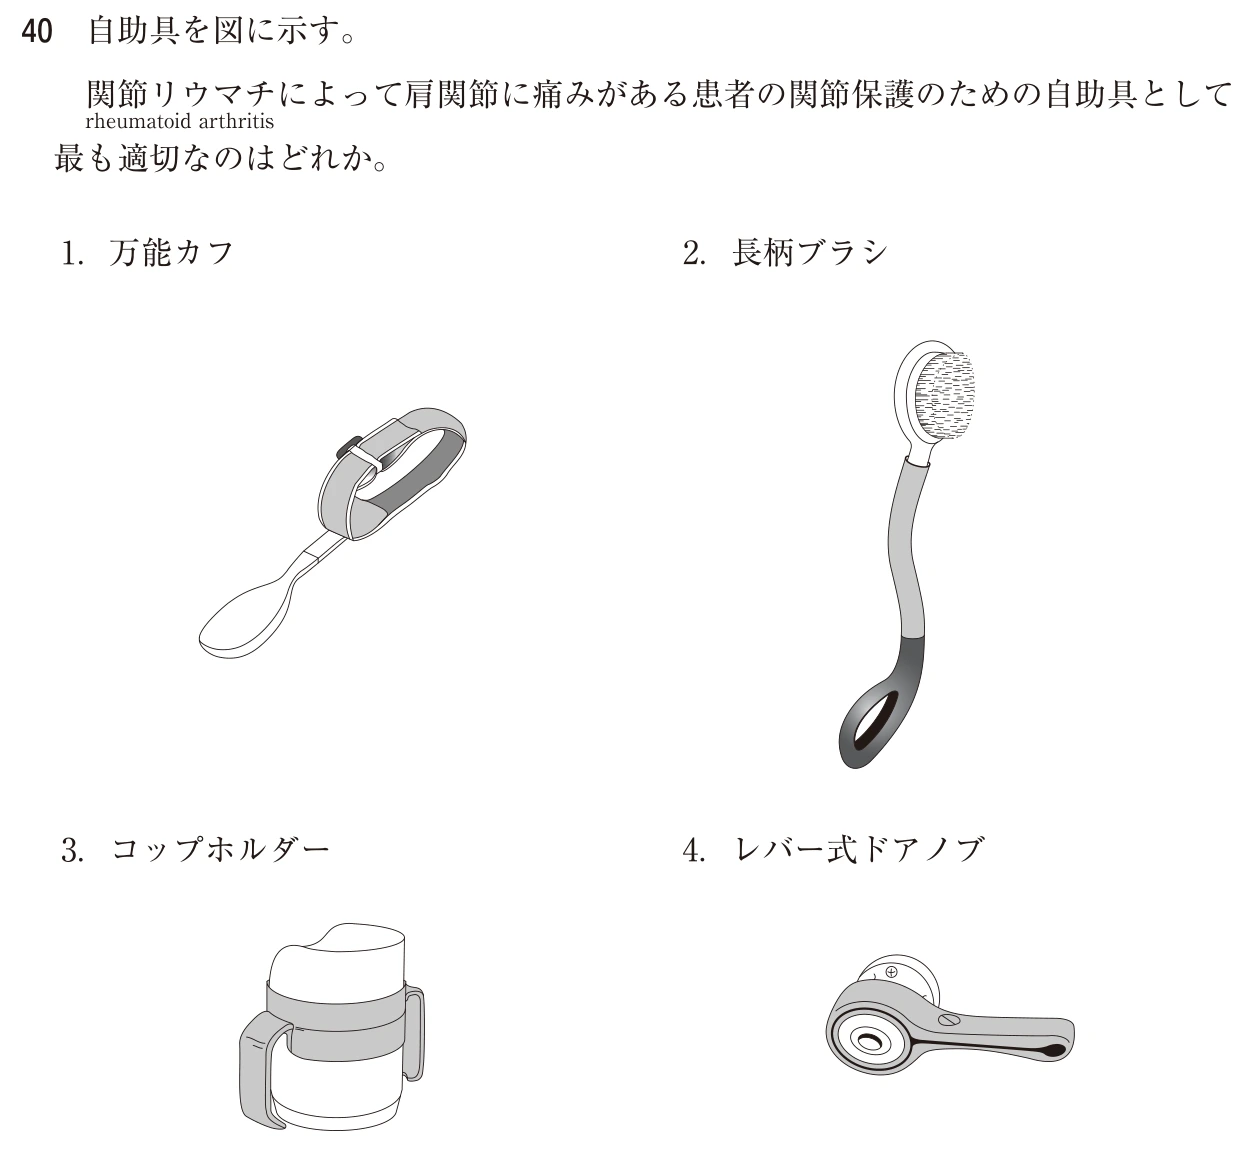 40 自助具を図に示す。
関節リウマチによって肩関節に痛みがある患者の関節保護のための自助具として
rheumatoid arthritis
最も適切なのはどれか。
1. 万能カフ
2. 長柄ブラシ
3. コップホルダー
4. レバー式ドアノブ